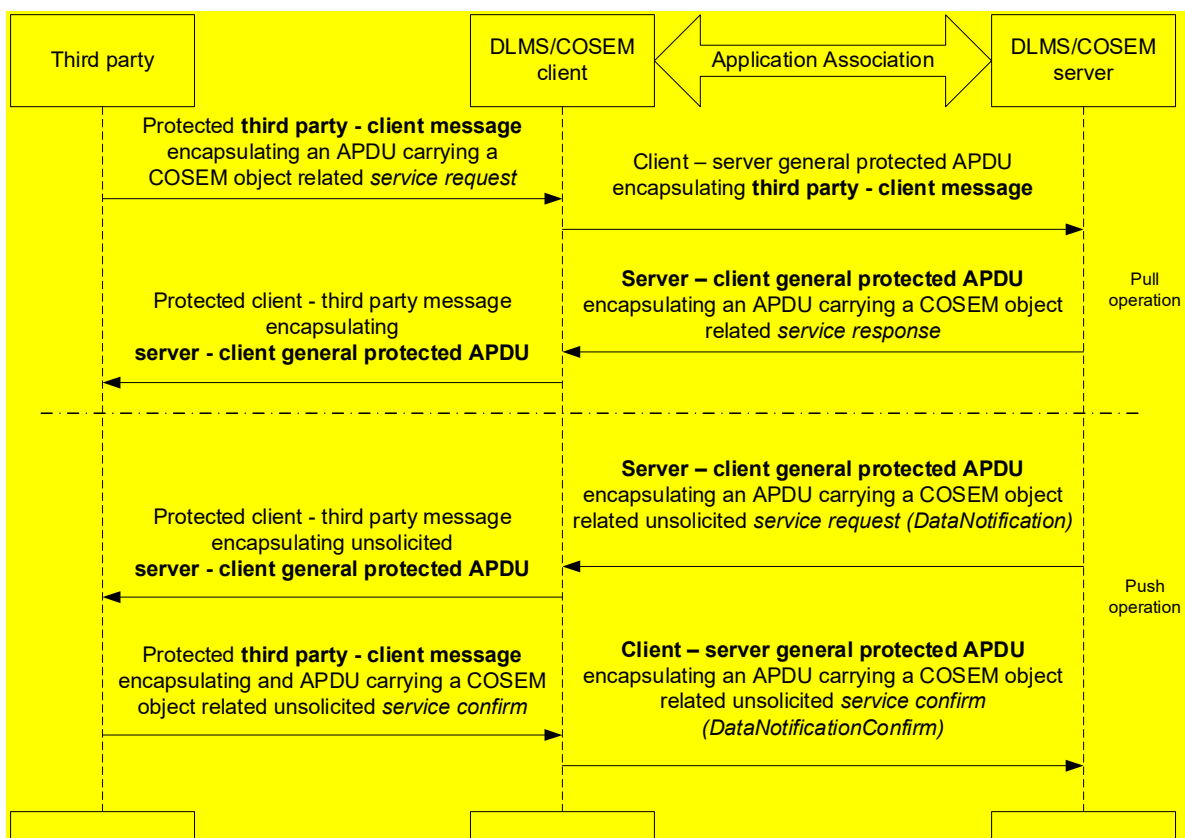 Third party
DLMS/COSEM
client
Application Association
DLMS/COSEM
server
Protected third party - client message
encapsulating an APDU carrying a
COSEM object related service request
Client – server general protected APDU
encapsulating third party - client message
Server – client general protected APDU
encapsulating an APDU carrying a COSEM object
related service response
Pull
operation
Protected client - third party message
encapsulating
server - client general protected APDU
Server – client general protected APDU
encapsulating an APDU carrying a COSEM object
related unsolicited service request (DataNotification)
Protected client - third party message
encapsulating unsolicited
server - client general protected APDU
Push
operation
Protected third party - client message
encapsulating and APDU carrying a COSEM
object related unsolicited service confirm
Client – server general protected APDU
encapsulating an APDU carrying a COSEM object
related unsolicited service confirm
(DataNotificationConfirm)